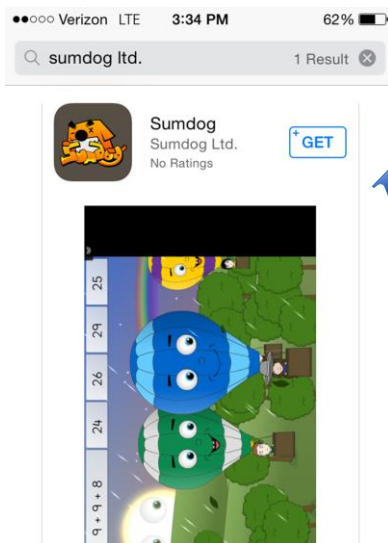 Verizon LTE 3:34 PM 62%
sumdog ltd. 1 Result
Sumdog
Sumdog Ltd.
No Ratings
+GET
9 + 9 + 8 24 26 29 25